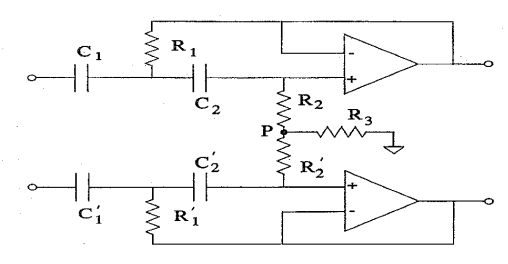 C1
R1
-
+
C2
R2
R3
P
C2'
C1'
R1'
R2'
+
-